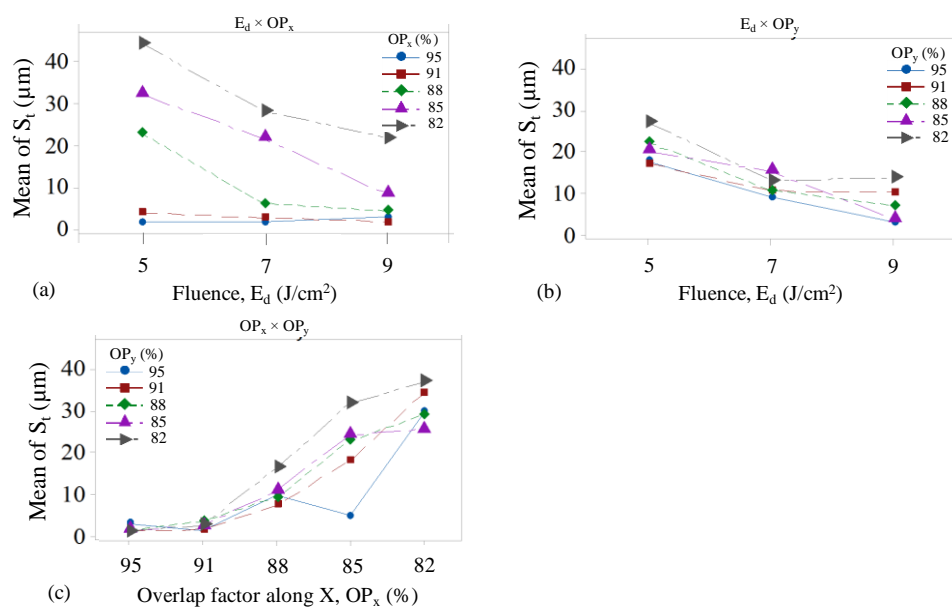 E_d × OP_x
Mean of S_t (µm)
40
30
20
10
0
OP_x (%)
95
91
88
85
82
5 7 9
(a) Fluence, E_d (J/cm²)
E_d × OP_y
Mean of S_t (µm)
40
30
20
10
0
OP_y (%)
95
91
88
85
82
5 7 9
(b) Fluence, E_d (J/cm²)
OP_x × OP_y
Mean of S_t (µm)
40
30
20
10
0
OP_y (%)
95
91
88
85
82
95 91 88 85 82
(c) Overlap factor along X, OP_x (%)